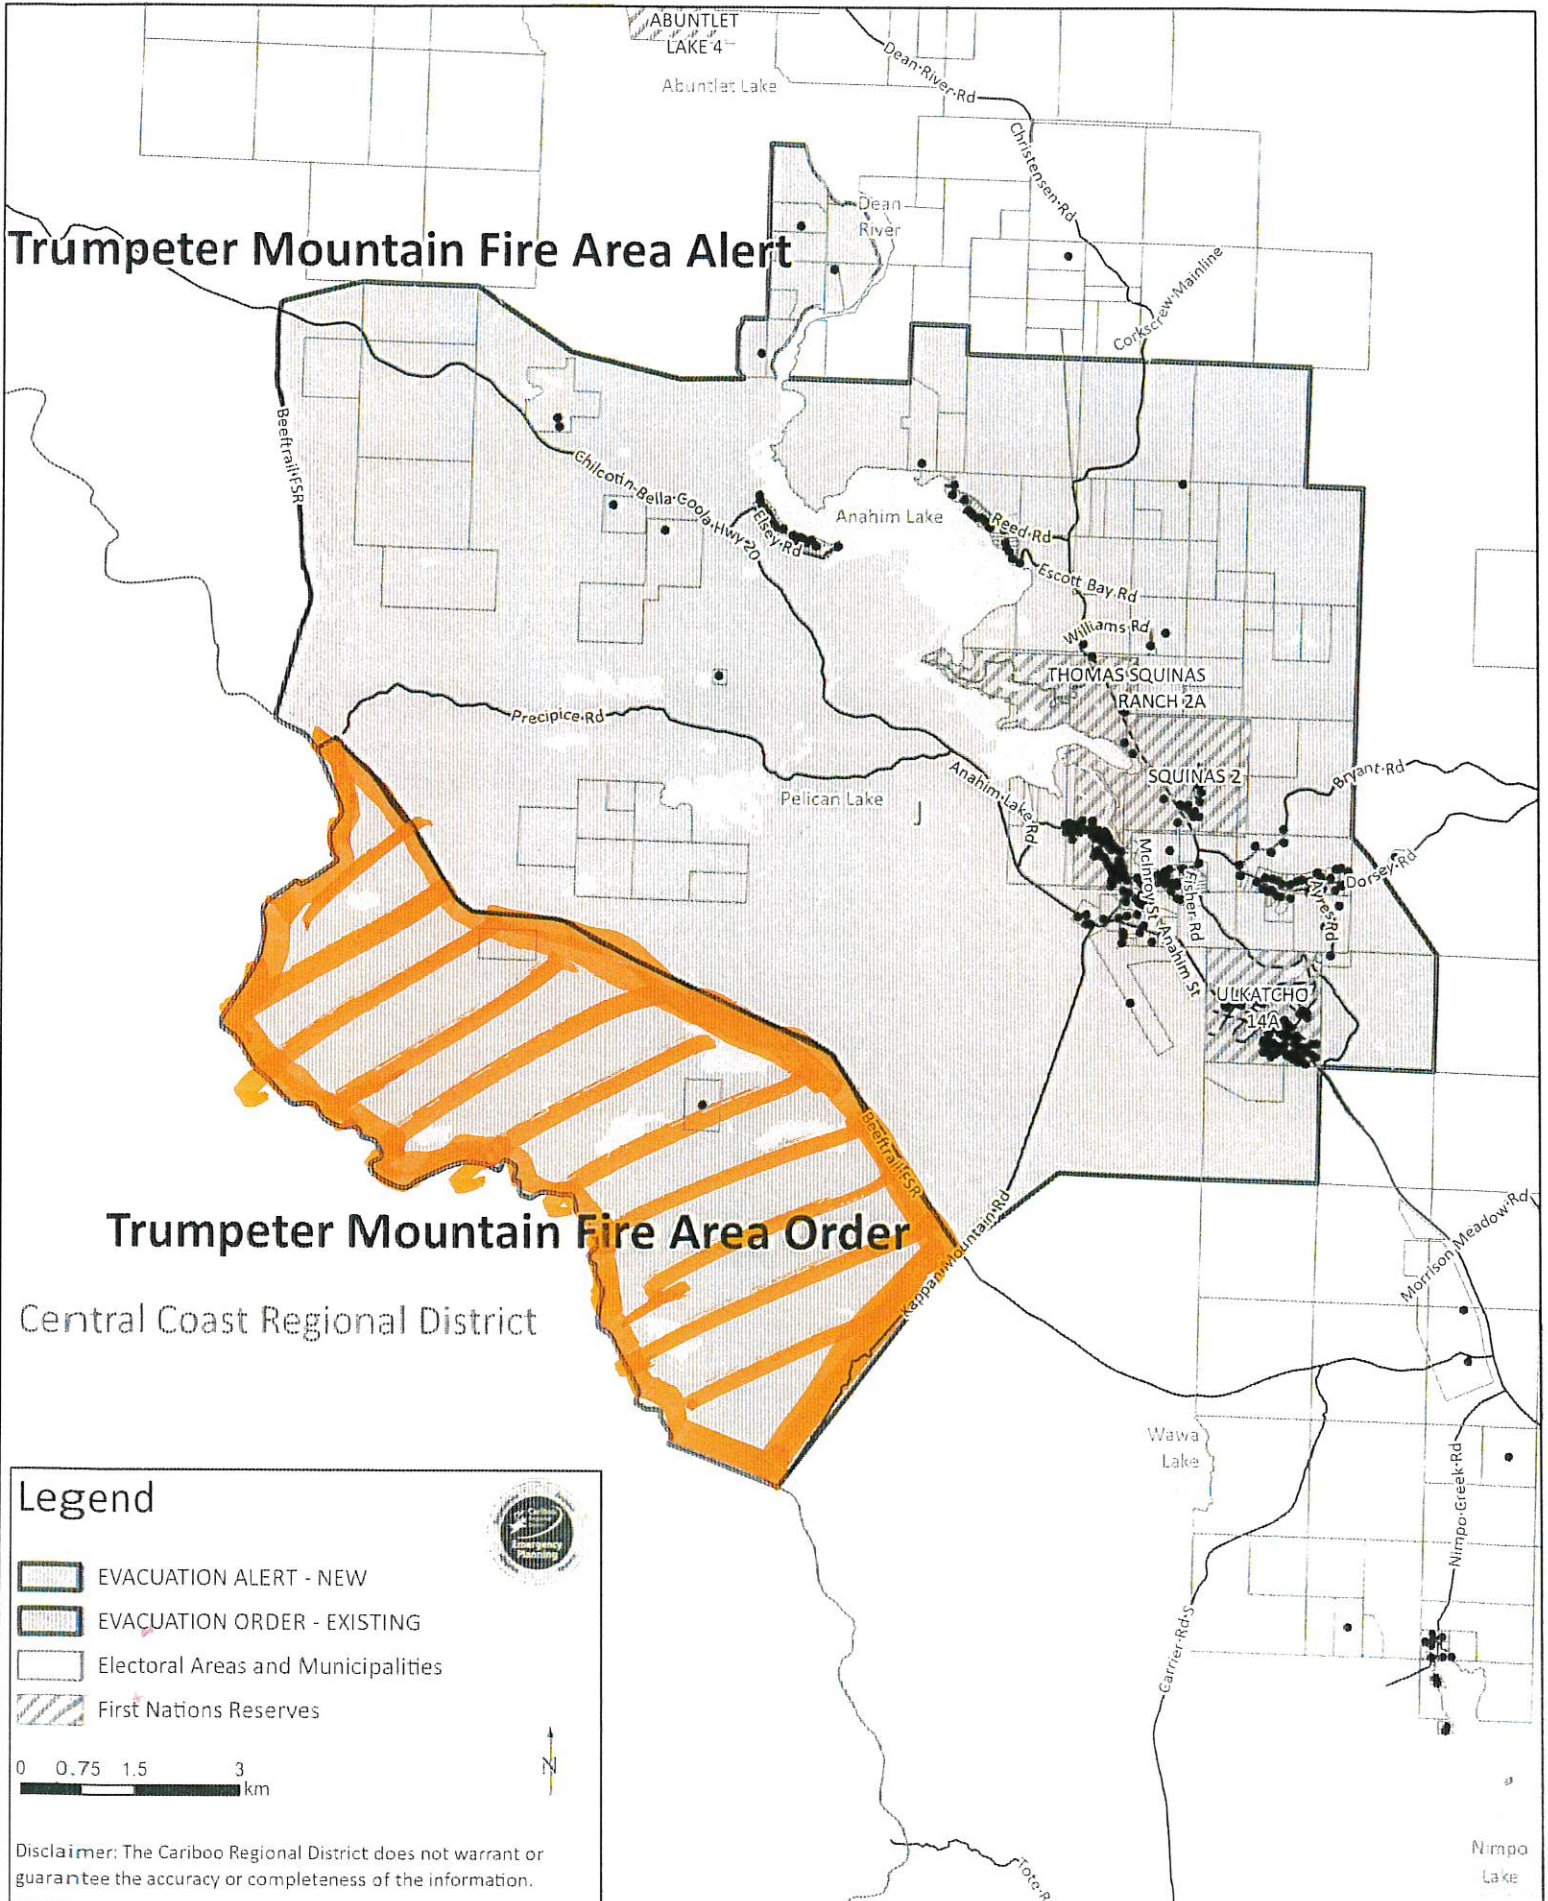 ABUNTLET
LAKE 4
Abuntlet Lake
Dean River Rd
Christensen Rd
Dean
River
Trumpeter Mountain Fire Area Alert
Corkscrew Mainline
Beeftrail FSR
Chilcotin-Bella Coola Hwy 20
Elsey Rd
Anahim Lake
Reed Rd
Escott Bay Rd
Williams Rd
THOMAS SQUINAS
RANCH 2A
Precipice Rd
SQUINAS 2
Bryant Rd
Anahim Lake Rd
Pelican Lake
J
McInroy St
Fisher Rd
Dorsey Rd
Ayres Rd
Anahim St
ULKATCHO
14A
Beeftrail FSR
Trumpeter Mountain Fire Area Order
Kappan Mountain Rd
Morrison Meadow Rd
Central Coast Regional District
Wawa
Lake
Nimpo Creek Rd
Carrier Rd S
Legend
Emergency
Planning
EVACUATION ALERT - NEW
EVACUATION ORDER - EXISTING
Electoral Areas and Municipalities
First Nations Reserves
0 0.75 1.5 3
km
N
Disclaimer: The Cariboo Regional District does not warrant or
guarantee the accuracy or completeness of the information.
Tote R
Nimpo
Lake